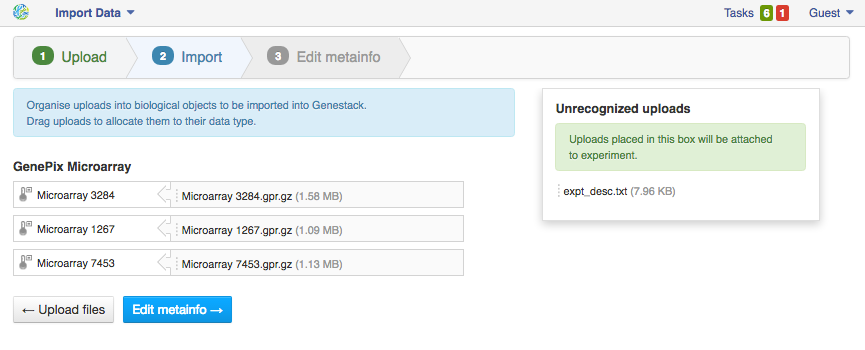 Import Data
Tasks 6 1 Guest
1 Upload 2 Import 3 Edit metainfo
Organise uploads into biological objects to be imported into Genestack.
Drag uploads to allocate them to their data type.
Unrecognized uploads
Uploads placed in this box will be attached
to experiment.
expt_desc.txt (7.96 KB)
GenePix Microarray
Microarray 3284 Microarray 3284.gpr.gz (1.58 MB)
Microarray 1267 Microarray 1267.gpr.gz (1.09 MB)
Microarray 7453 Microarray 7453.gpr.gz (1.13 MB)
← Upload files Edit metainfo →